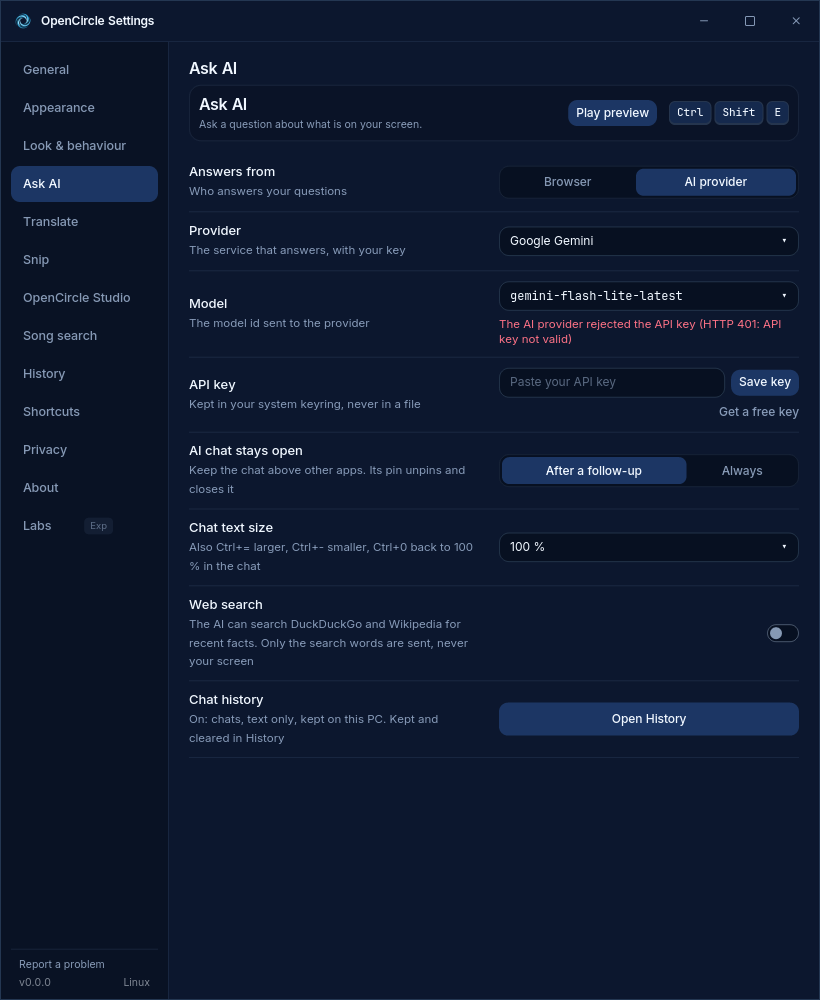 OpenCircle Settings
General
Appearance
Look & behaviour
Ask AI
Translate
Snip
OpenCircle Studio
Song search
History
Shortcuts
Privacy
About
Labs Exp
Report a problem
v0.0.0 Linux
Ask AI
Ask AI
Ask a question about what is on your screen.
Play preview Ctrl Shift E
Answers from
Who answers your questions
Browser AI provider
Provider
The service that answers, with your key
Google Gemini
Model
The model id sent to the provider
gemini-flash-lite-latest
The AI provider rejected the API key (HTTP 401: API
key not valid)
API key
Kept in your system keyring, never in a file
Paste your API key Save key
Get a free key
AI chat stays open
Keep the chat above other apps. Its pin unpins and
closes it
After a follow-up Always
Chat text size
Also Ctrl+= larger, Ctrl+- smaller, Ctrl+0 back to 100
% in the chat
100 %
Web search
The AI can search DuckDuckGo and Wikipedia for
recent facts. Only the search words are sent, never
your screen
Chat history
On: chats, text only, kept on this PC. Kept and
cleared in History
Open History